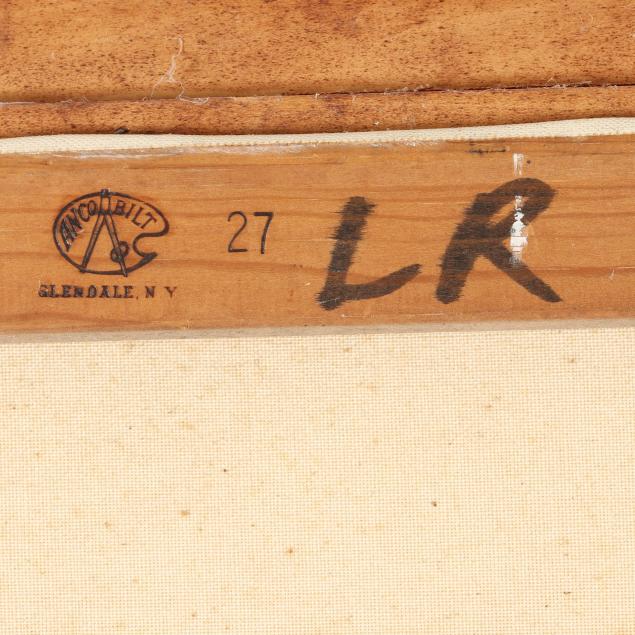 ANCO BILT
GLENDALE, N Y
27
LR